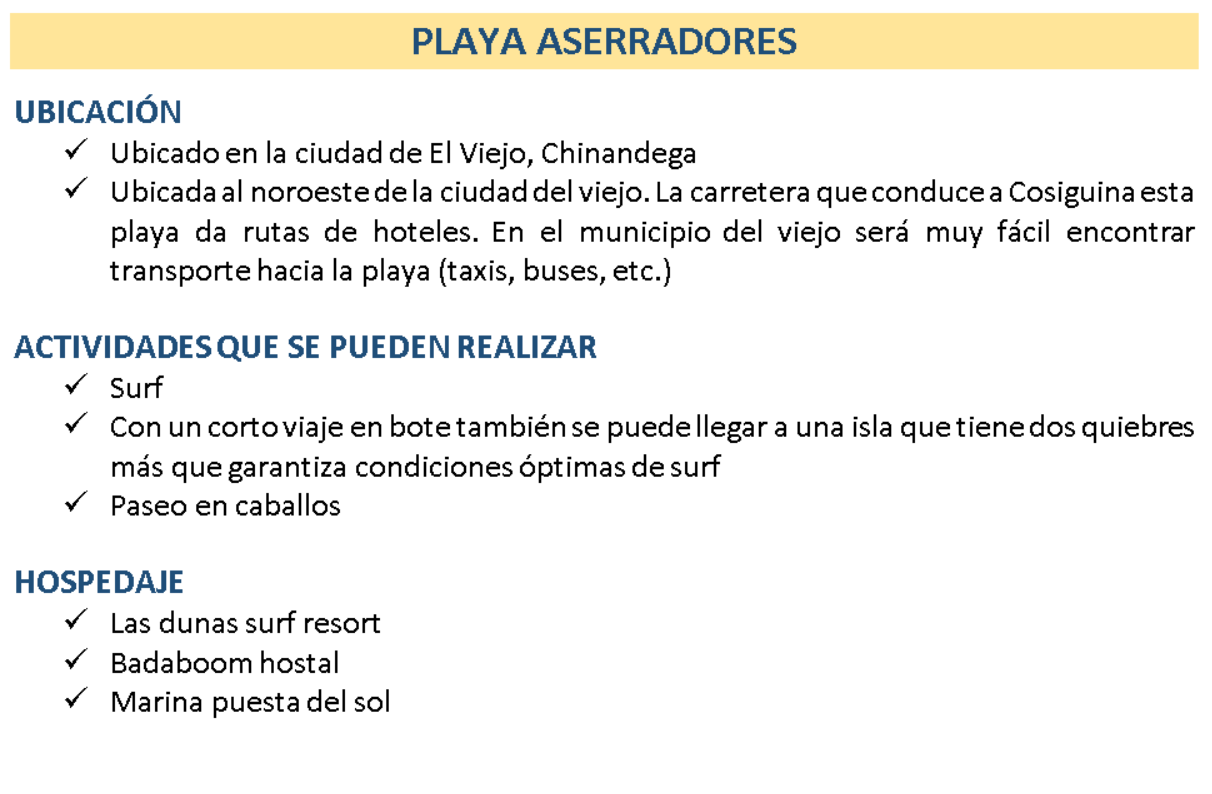 PLAYA ASERRADORES
UBICACIÓN
✓ Ubicado en la ciudad de El Viejo, Chinandega
✓ Ubicada al noroeste de la ciudad del viejo. La carretera que conduce a Cosiguina esta
playa da rutas de hoteles. En el municipio del viejo será muy fácil encontrar
transporte hacia la playa (taxis, buses, etc.)
ACTIVIDADES QUE SE PUEDEN REALIZAR
✓ Surf
✓ Con un corto viaje en bote también se puede llegar a una isla que tiene dos quiebres
más que garantiza condiciones óptimas de surf
✓ Paseo en caballos
HOSPEDAJE
✓ Las dunas surf resort
✓ Badaboom hostal
✓ Marina puesta del sol